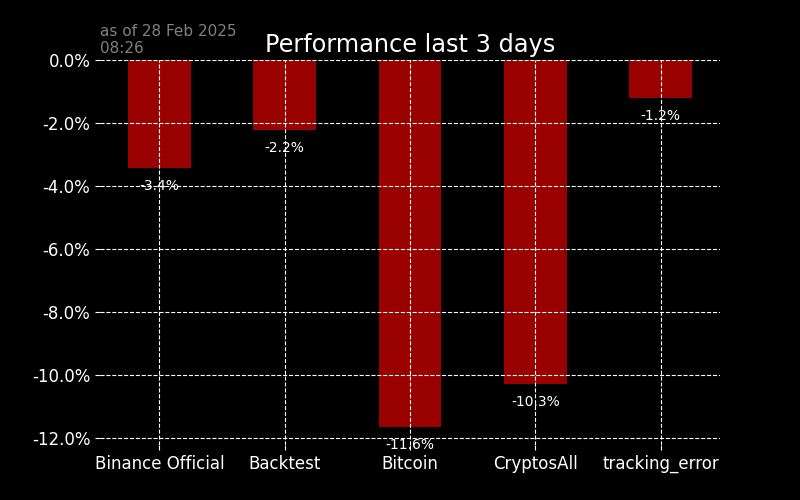 as of 28 Feb 2025
08:26
Performance last 3 days
0.0%
-2.0%
-4.0%
-6.0%
-8.0%
-10.0%
-12.0%
-3.4%
-2.2%
-11.6%
-10.3%
-1.2%
Binance Official
Backtest
Bitcoin
CryptosAll
tracking_error